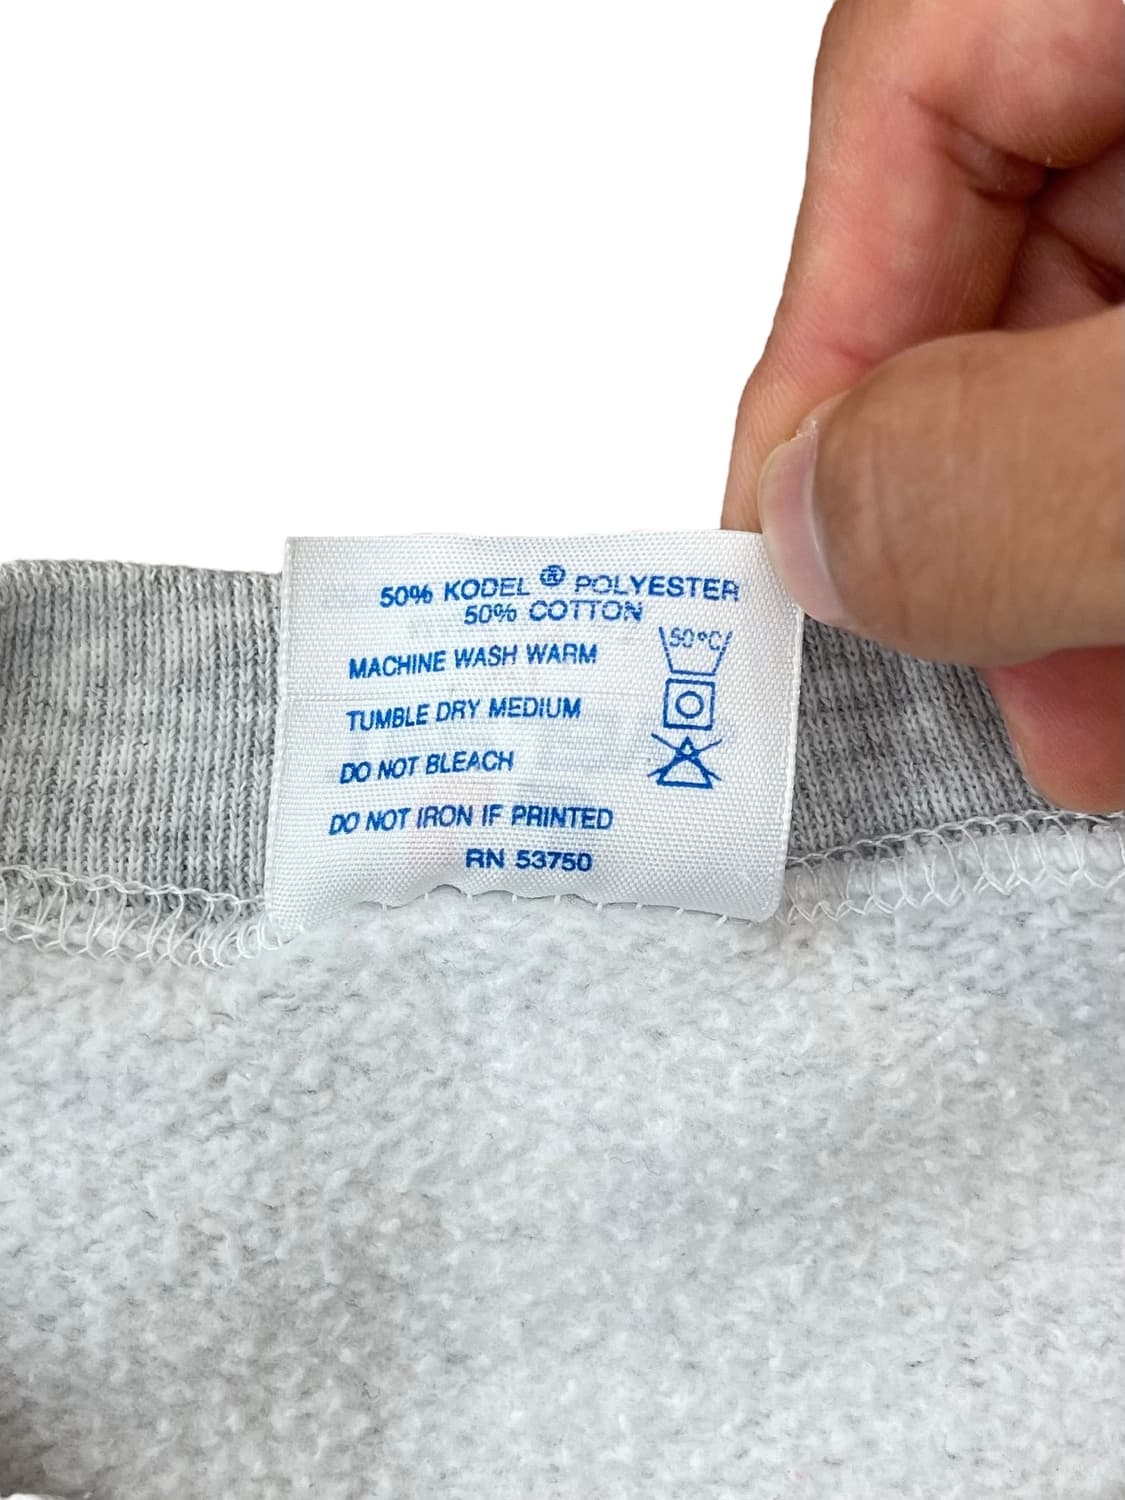 50% KODEL ® POLYESTER
50% COTTON
50°C
MACHINE WASH WARM
TUMBLE DRY MEDIUM
DO NOT BLEACH
DO NOT IRON IF PRINTED
RN 53750